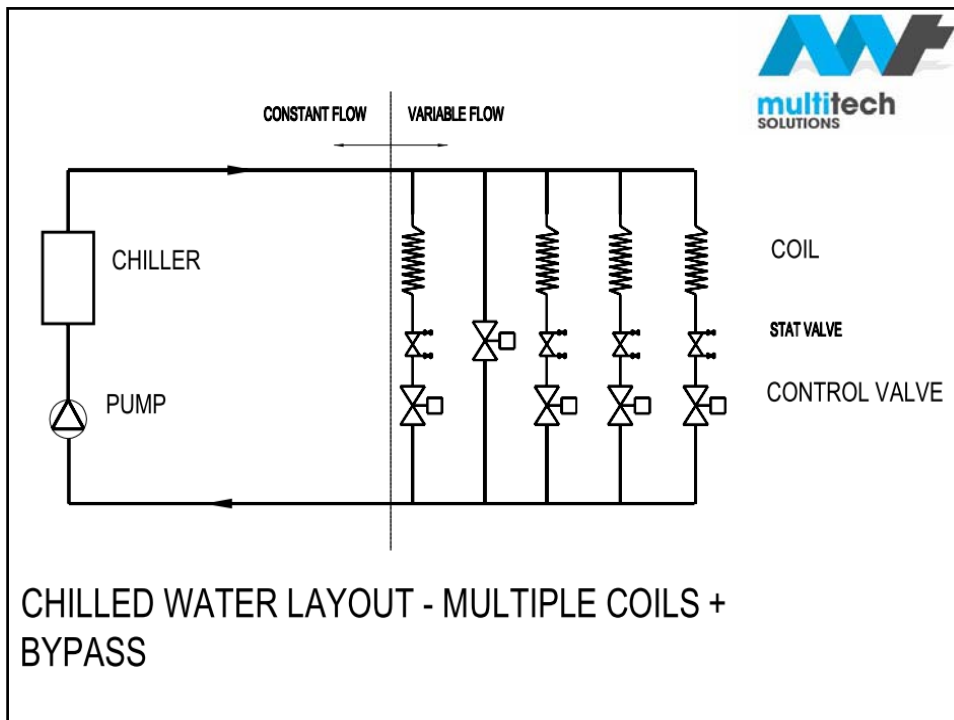 multitech
SOLUTIONS
CONSTANT FLOW
VARIABLE FLOW
CHILLER
COIL
STAT VALVE
PUMP
CONTROL VALVE
CHILLED WATER LAYOUT - MULTIPLE COILS +
BYPASS